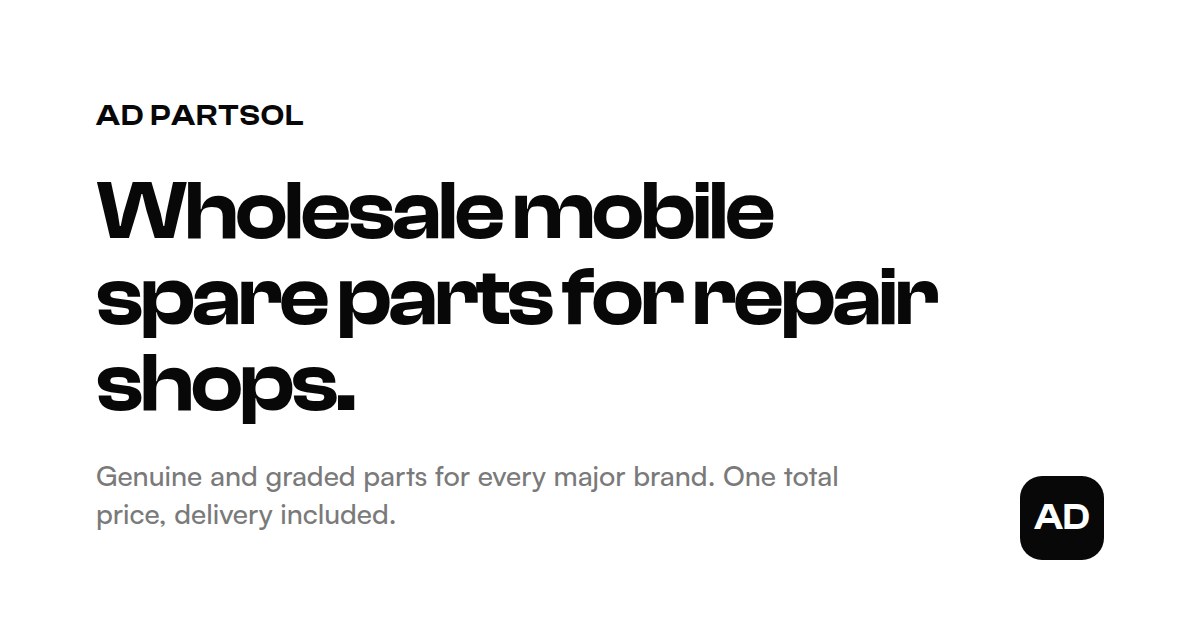 AD PARTSOL
Wholesale mobile
spare parts for repair
shops.
Genuine and graded parts for every major brand. One total
price, delivery included.
AD